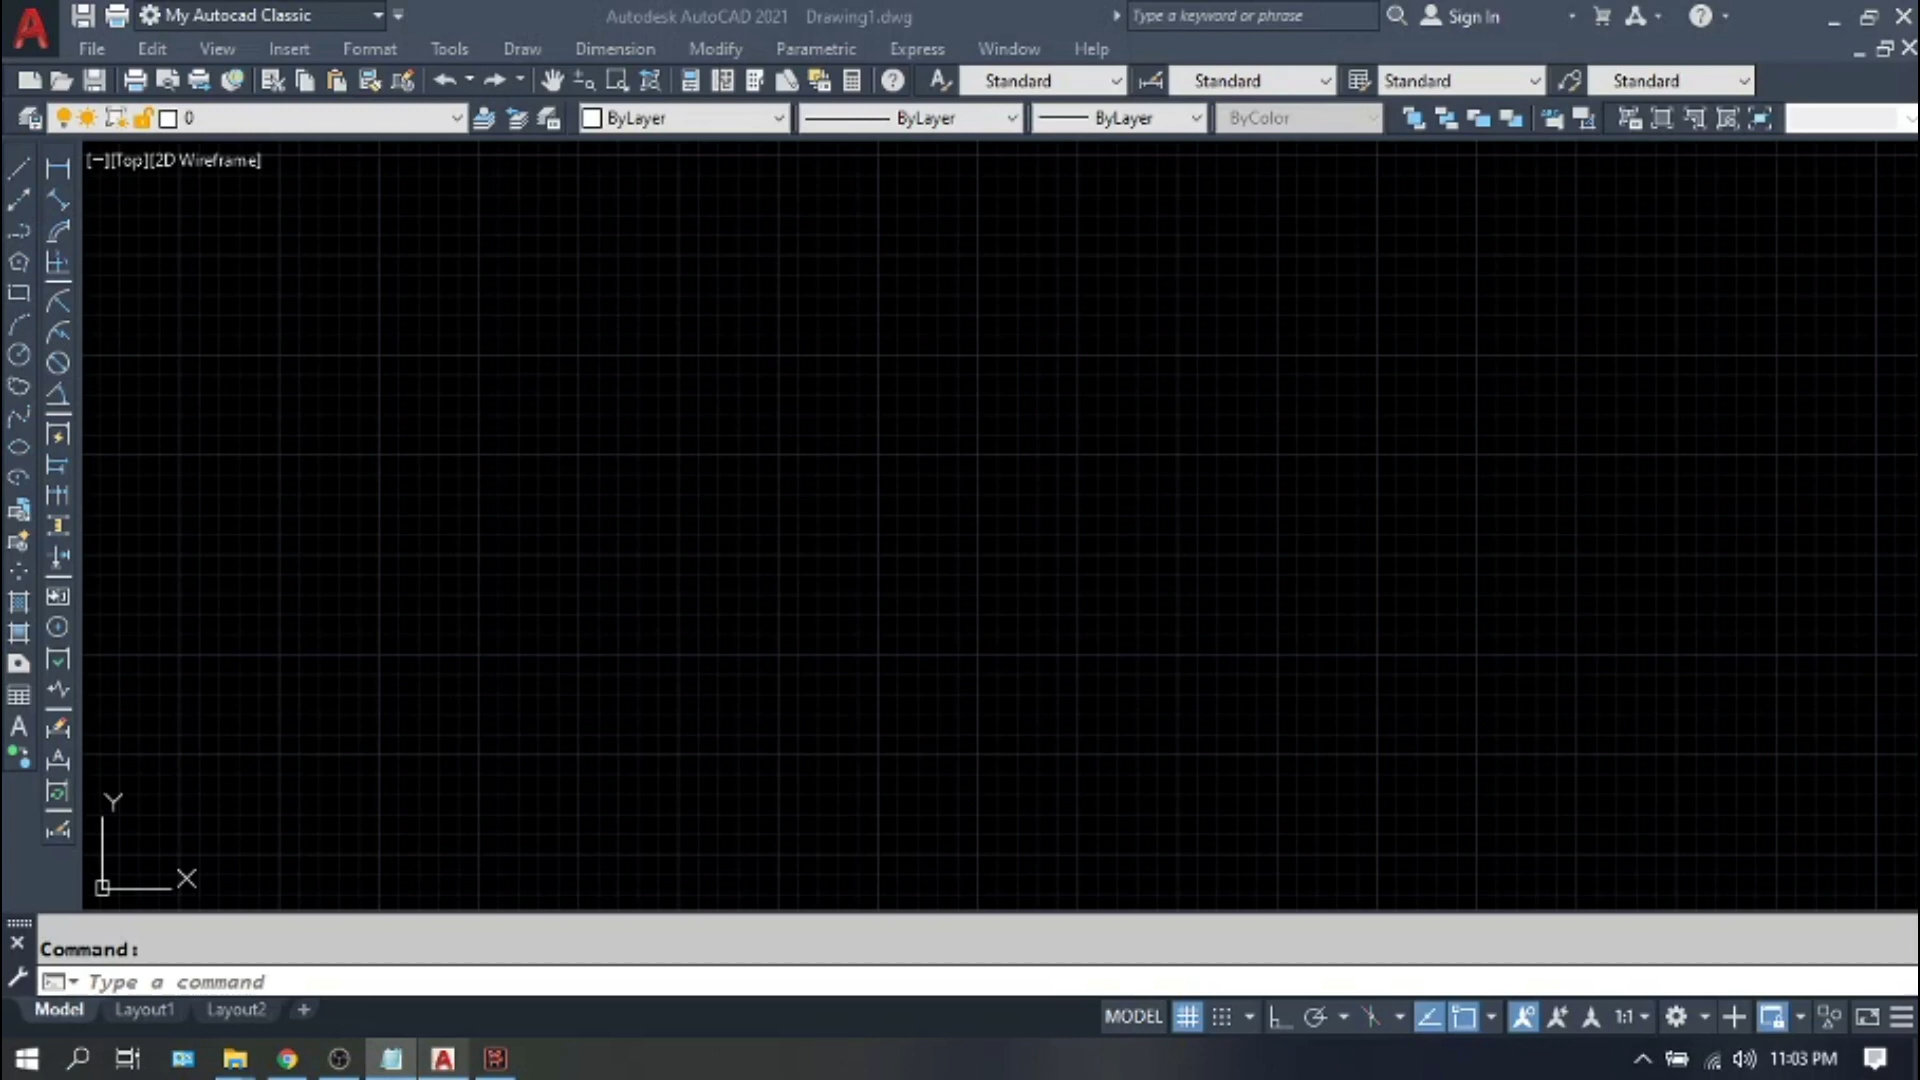 My Autocad Classic
Autodesk AutoCAD 2021 Drawing1.dwg
Type a keyword or phrase
Sign In
File Edit View Insert Format Tools Draw Dimension Modify Parametric Express Window Help
Standard Standard Standard Standard
0 ByLayer ByLayer ByLayer ByColor
[−][Top][2D Wireframe]
Y
X
Command:
Type a command
Model Layout1 Layout2 +
MODEL 1:1
11:03 PM